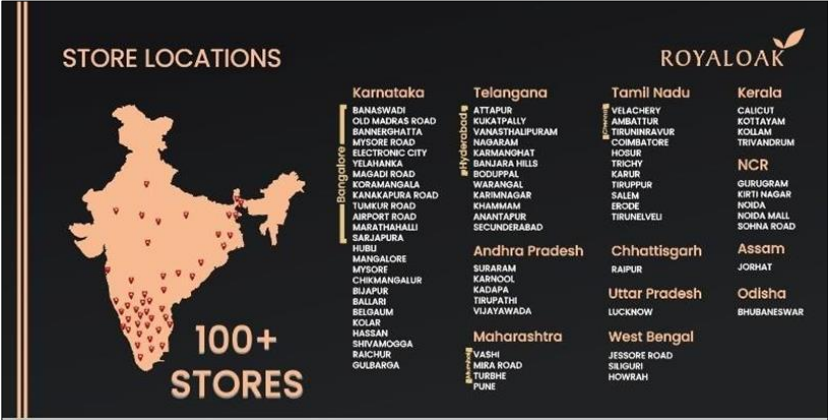 STORE LOCATIONS
ROYALOAK
Karnataka
Bangalore
BANASWADI
OLD MADRAS ROAD
BANNERGHATTA
MYSORE ROAD
ELECTRONIC CITY
YELAHANKA
MAGADI ROAD
KORAMANGALA
KANAKAPURA ROAD
TUMKUR ROAD
AIRPORT ROAD
MARATHAHALLI
SARJAPURA
HUBLI
MANGALORE
MYSORE
CHIKMANGALUR
BIJAPUR
BALLARI
BELGAUM
KOLAR
HASSAN
SHIVAMOGGA
RAICHUR
GULBARGA
Telangana
Hyderabad
ATTAPUR
KUKATPALLY
VANASTHALIPURAM
NAGARAM
KARMANGHAT
BANJARA HILLS
BODUPPAL
WARANGAL
KARIMNAGAR
KHAMMAM
ANANTAPUR
SECUNDERABAD
Andhra Pradesh
SURARAM
KARNOOL
KADAPA
TIRUPATHI
VIJAYAWADA
Maharashtra
Mumbai
VASHI
MIRA ROAD
TURBHE
PUNE
Tamil Nadu
Chennai
VELACHERY
AMBATTUR
TIRUNINRAVUR
COIMBATORE
HOSUR
TRICHY
KARUR
TIRUPPUR
SALEM
ERODE
TIRUNELVELI
Chhattisgarh
RAIPUR
Uttar Pradesh
LUCKNOW
West Bengal
JESSORE ROAD
SILIGURI
HOWRAH
Kerala
CALICUT
KOTTAYAM
KOLLAM
TRIVANDRUM
NCR
GURUGRAM
KIRTI NAGAR
NOIDA
NOIDA MALL
SOHNA ROAD
Assam
JORHAT
Odisha
BHUBANESWAR
100+
STORES